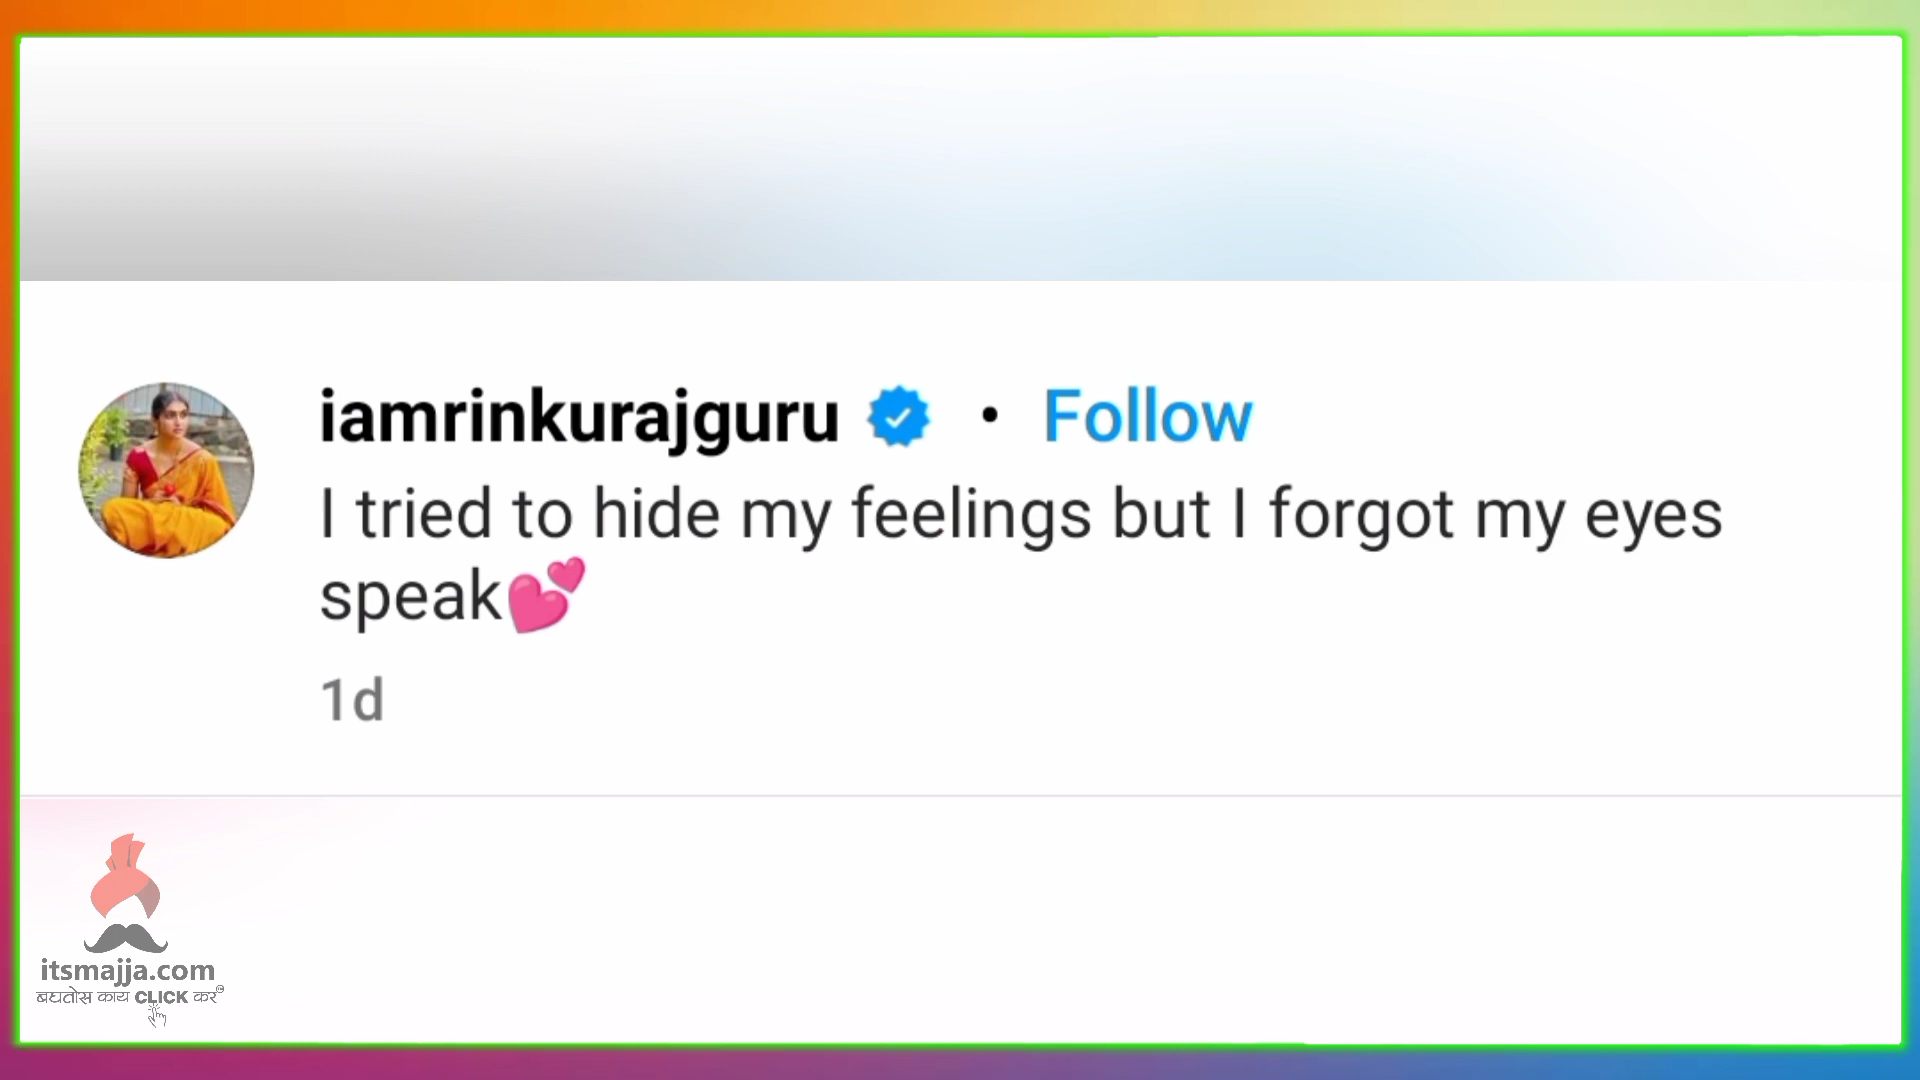 iamrinkurajguru • Follow
I tried to hide my feelings but I forgot my eyes
speak💕
1d
itsmajja.com
बघतोस काय CLICK कर